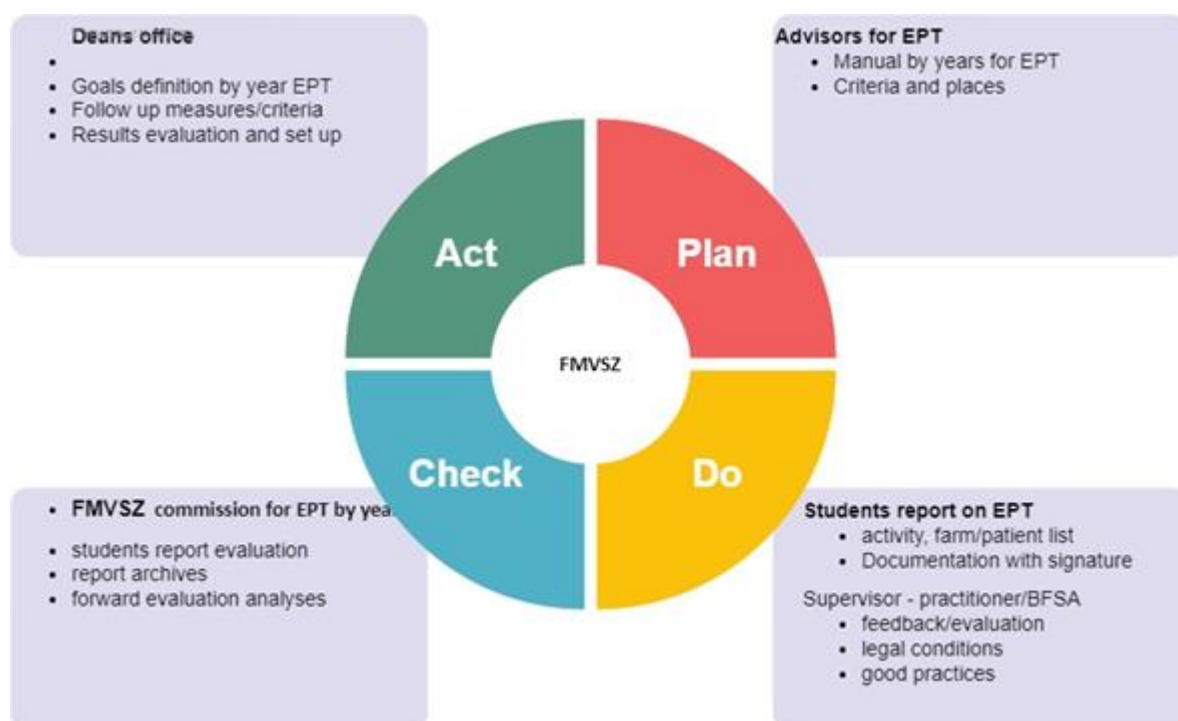 Deans office
•
• Goals definition by year EPT
• Follow up measures/criteria
• Results evaluation and set up
Advisors for EPT
• Manual by years for EPT
• Criteria and places
Act
Plan
FMVSZ
Check
Do
• FMVSZ commission for EPT by yea
• students report evaluation
• report archives
• forward evaluation analyses
Students report on EPT
• activity, farm/patient list
• Documentation with signature
Supervisor - practitioner/BFSA
• feedback/evaluation
• legal conditions
• good practices